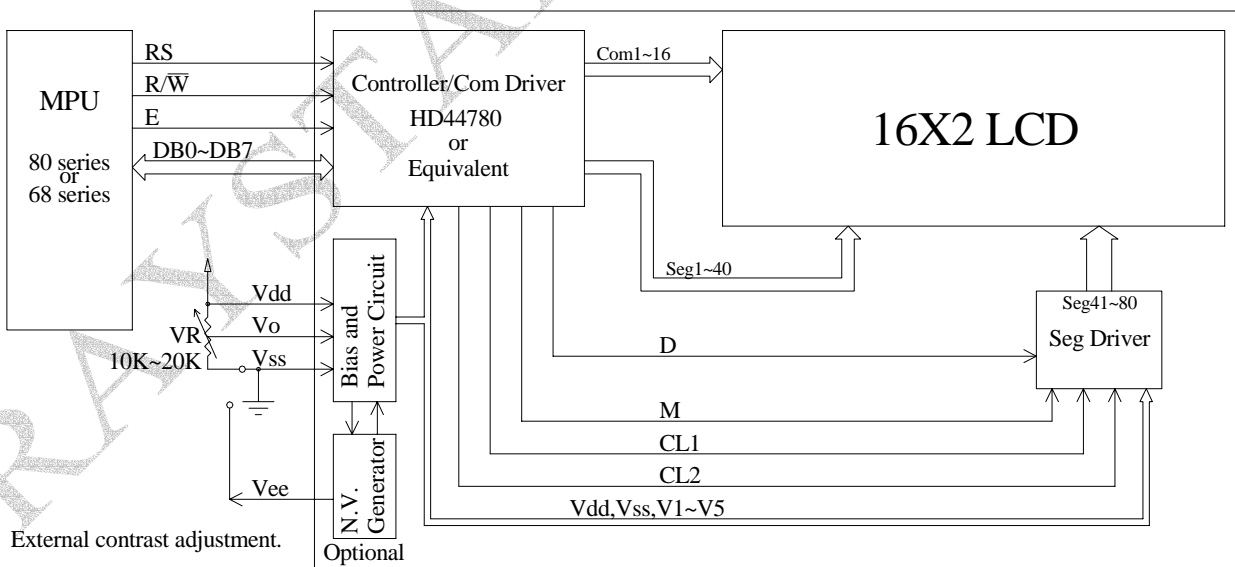 MPU
80 series
or
68 series
RS
R/W̅
E
DB0~DB7
Controller/Com Driver
HD44780
or
Equivalent
Com1~16
16X2 LCD
Seg1~40
Seg41~80
Seg Driver
Vdd
Vo
VR
10K~20K
Vss
Bias and
Power Circuit
D
M
CL1
CL2
Vdd,Vss,V1~V5
Vee
N.V.
Generator
Optional
External contrast adjustment.
RAYSTA